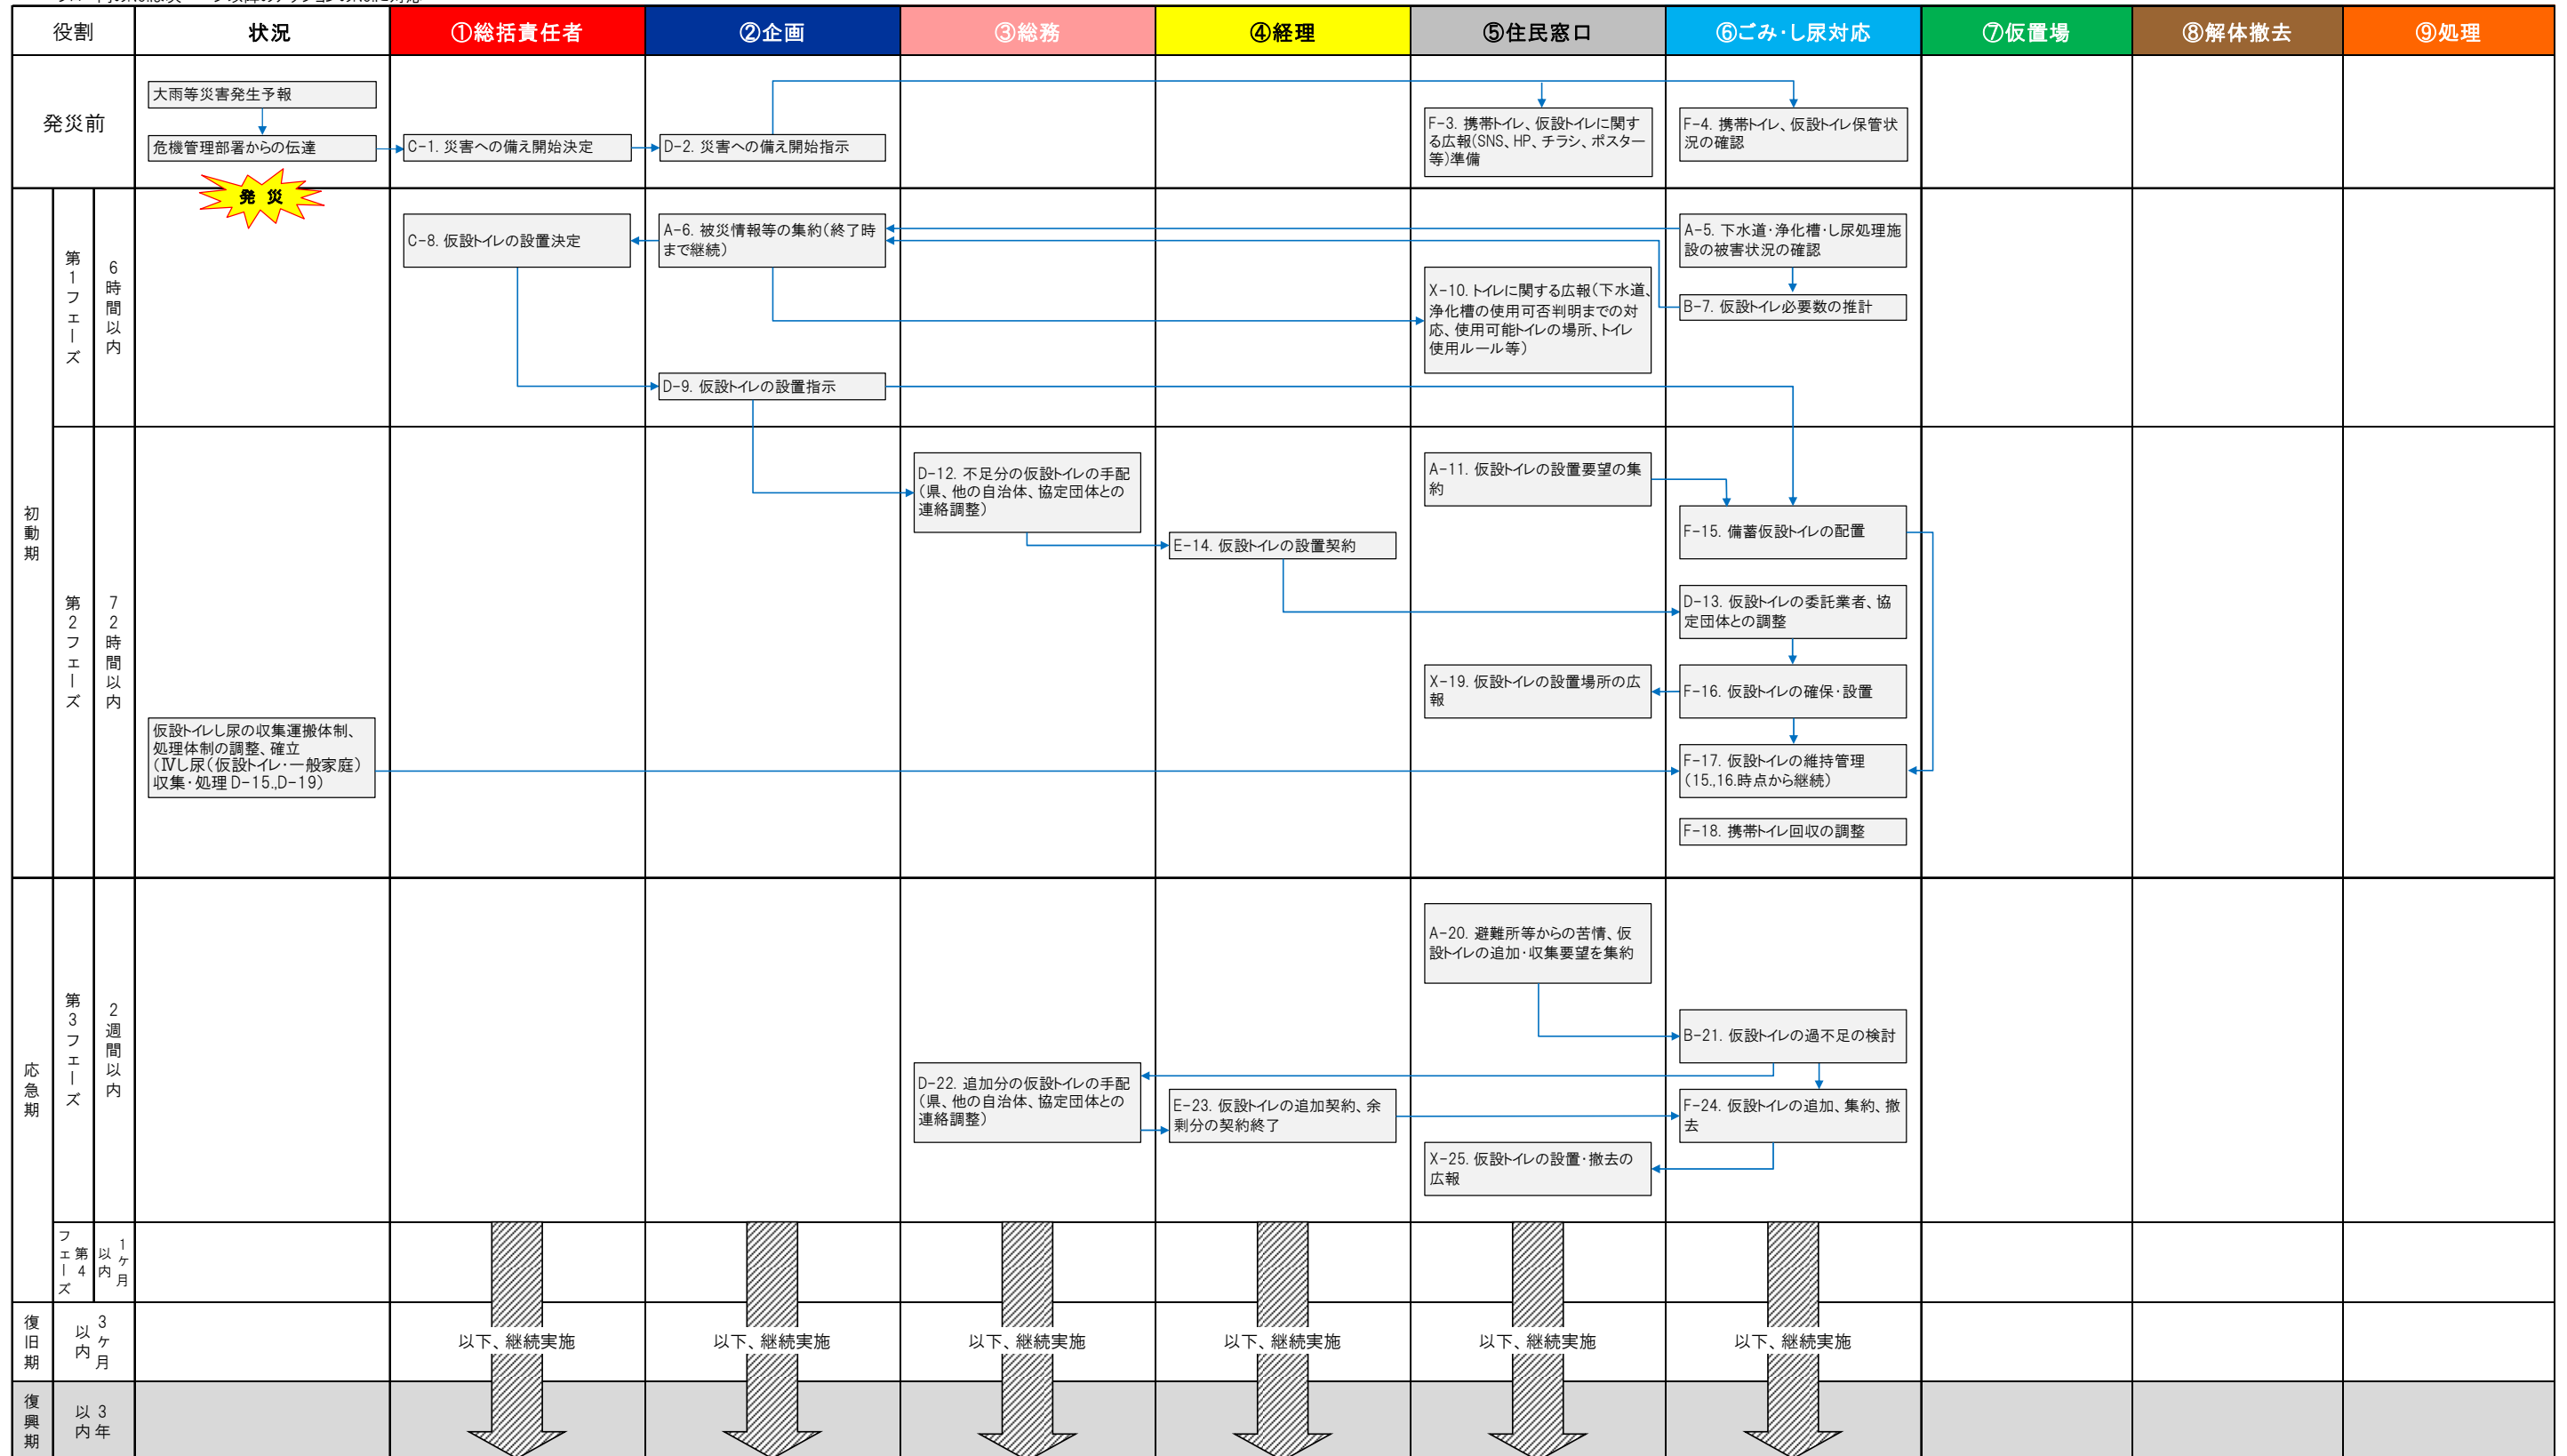 役割
状況
①総括責任者
②企画
③総務
④経理
⑤住民窓口
⑥ごみ・し尿対応
⑦仮置場
⑧解体撤去
⑨処理
発災前
大雨等災害発生予報
危機管理部署からの伝達
C-1. 災害への備え開始決定
D-2. 災害への備え開始指示
F-3. 携帯トイレ、仮設トイレに関す
る広報(SNS、HP、チラシ、ポスター
等)準備
F-4. 携帯トイレ、仮設トイレ保管状
況の確認
発 災
初動期
第1フェーズ
6時間以内
C-8. 仮設トイレの設置決定
A-6. 被災情報等の集約(終了時
まで継続)
A-5. 下水道・浄化槽・し尿処理施
設の被害状況の確認
X-10. トイレに関する広報(下水道、
浄化槽の使用可否判明までの対
応、使用可能トイレの場所、トイレ
使用ルール等)
B-7. 仮設トイレ必要数の推計
D-9. 仮設トイレの設置指示
第2フェーズ
72時間以内
D-12. 不足分の仮設トイレの手配
(県、他の自治体、協定団体との
連絡調整)
A-11. 仮設トイレの設置要望の集
約
E-14. 仮設トイレの設置契約
F-15. 備蓄仮設トイレの配置
D-13. 仮設トイレの委託業者、協
定団体との調整
X-19. 仮設トイレの設置場所の広
報
F-16. 仮設トイレの確保・設置
仮設トイレし尿の収集運搬体制、
処理体制の調整、確立
(Ⅳし尿(仮設トイレ・一般家庭)
収集・処理 D-15.,D-19)
F-17. 仮設トイレの維持管理
(15.,16.時点から継続)
F-18. 携帯トイレ回収の調整
応急期
第3フェーズ
2週間以内
A-20. 避難所等からの苦情、仮
設トイレの追加・収集要望を集約
B-21. 仮設トイレの過不足の検討
D-22. 追加分の仮設トイレの手配
(県、他の自治体、協定団体との
連絡調整)
E-23. 仮設トイレの追加契約、余
剰分の契約終了
F-24. 仮設トイレの追加、集約、撤
去
X-25. 仮設トイレの設置・撤去の
広報
第4フェーズ
1ヶ月以内
復旧期
3ヶ月以内
以下、継続実施
以下、継続実施
以下、継続実施
以下、継続実施
以下、継続実施
以下、継続実施
復興期
3年以内